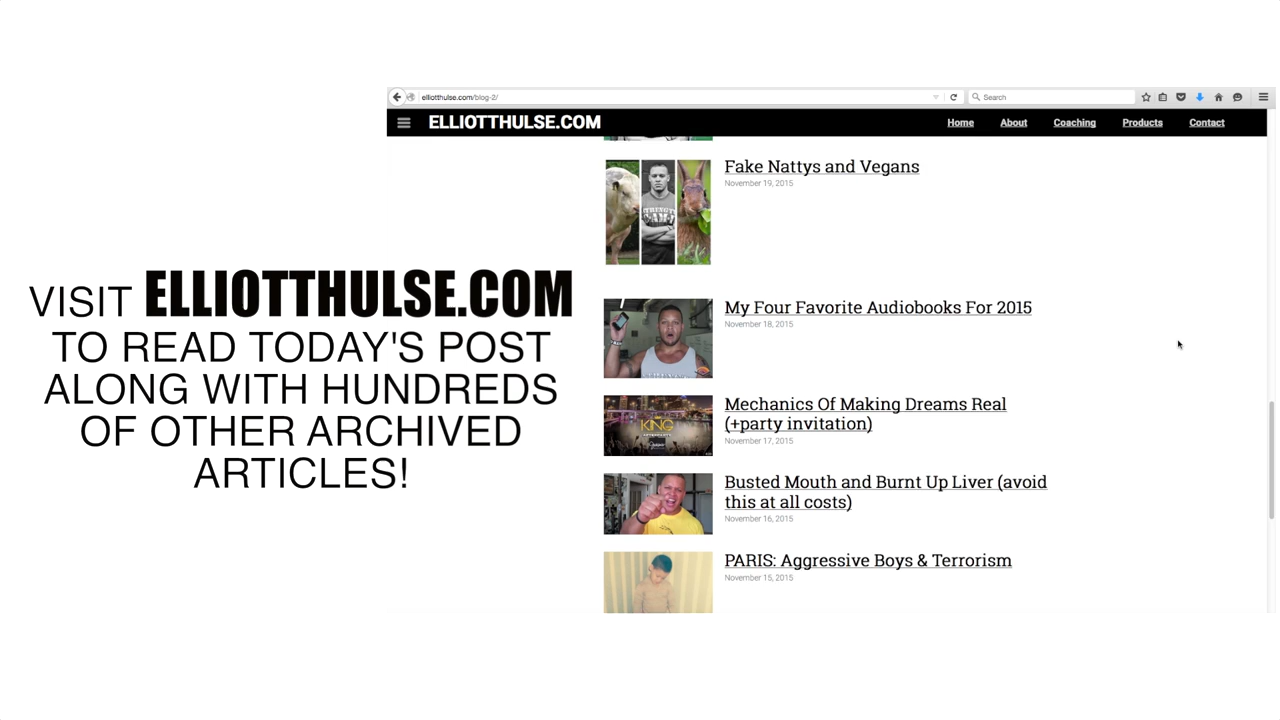 VISIT ELLIOTTHULSE.COM
TO READ TODAY'S POST
ALONG WITH HUNDREDS
OF OTHER ARCHIVED
ARTICLES!
elliotthulse.com/blog-2/
Search
ELLIOTTHULSE.COM
Home About Coaching Products Contact
Fake Nattys and Vegans
November 19, 2015
My Four Favorite Audiobooks For 2015
November 18, 2015
Mechanics Of Making Dreams Real
(+party invitation)
November 17, 2015
KING
Busted Mouth and Burnt Up Liver (avoid
this at all costs)
November 16, 2015
PARIS: Aggressive Boys & Terrorism
November 15, 2015